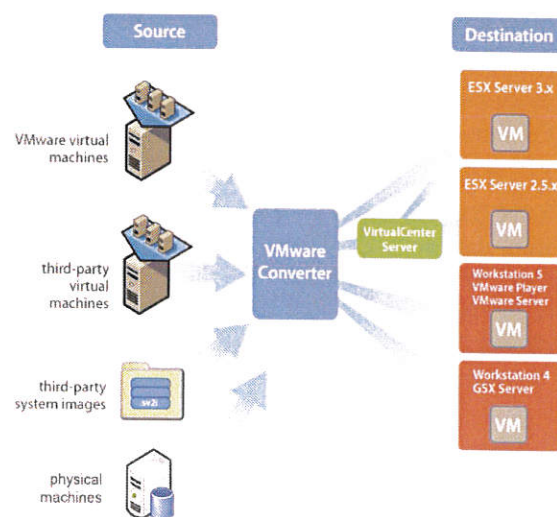 Source
Destination
VMware virtual
machines
third-party
virtual
machines
third-party
system images
sv2i
physical
machines
VMware
Converter
VirtualCenter
Server
ESX Server 3.x
VM
ESX Server 2.5.x
VM
Workstation 5
VMware Player
VMware Server
VM
Workstation 4
GSX Server
VM